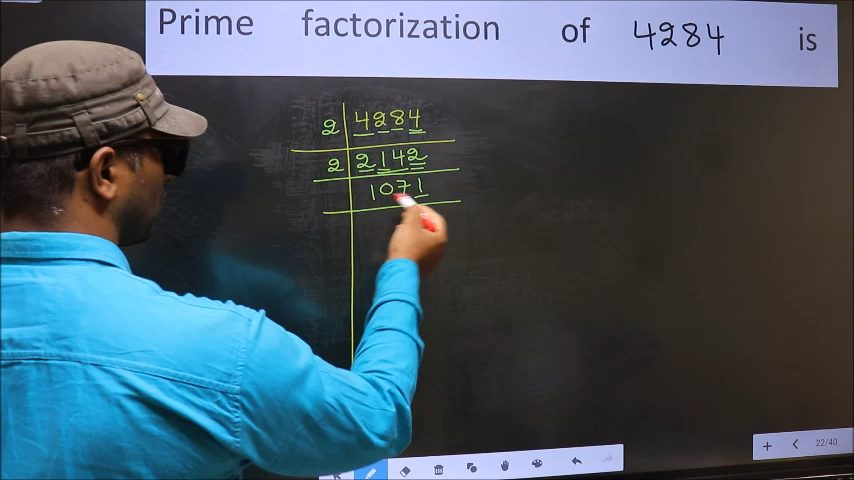 Prime factorization of 4284 is
2 4284
2 2142
1071
22/40